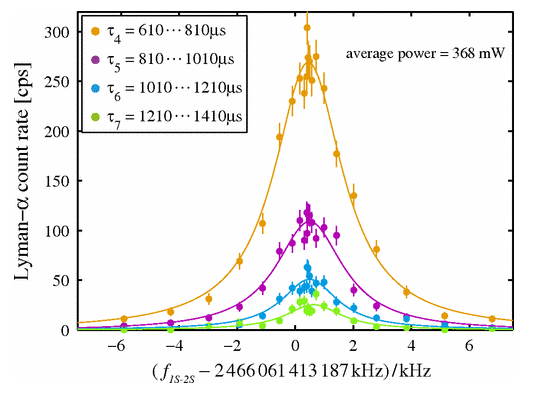 τ4 = 610⋯810µs
τ5 = 810⋯1010µs
τ6 = 1010⋯1210µs
τ7 = 1210⋯1410µs
average power = 368 mW
300
250
200
150
100
50
0
Lyman−α count rate [cps]
−6 −4 −2 0 2 4 6
(f1S-2S − 2 466 061 413 187 kHz) / kHz